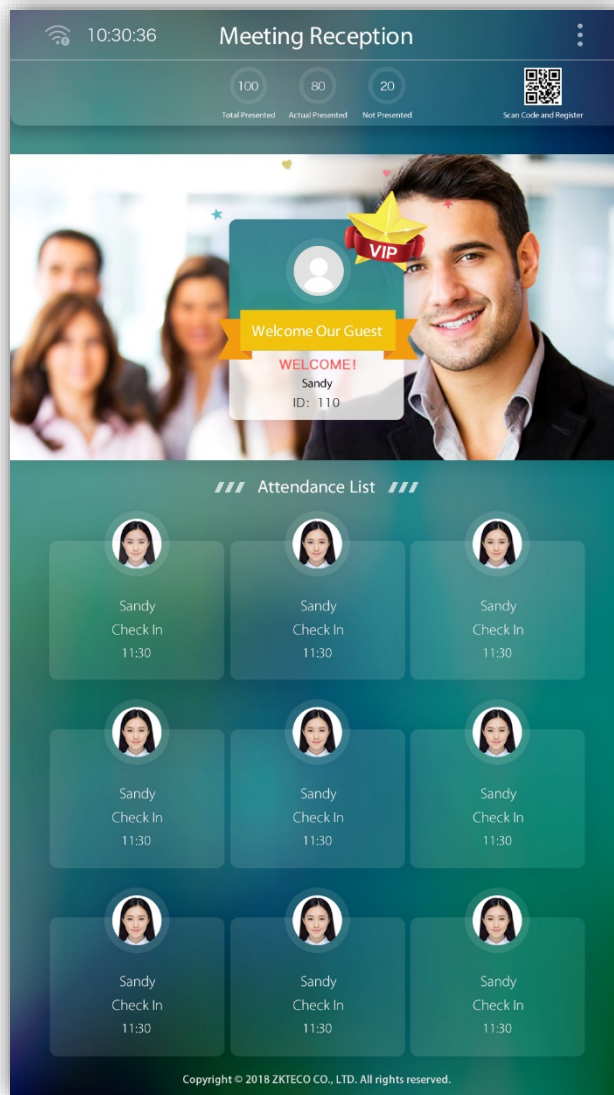 10:30:36
Meeting Reception
100
80
20
Total Presented
Actual Presented
Not Presented
Scan Code and Register
VIP
Welcome Our Guest
WELCOME!
Sandy
ID: 110
Attendance List
Sandy
Check In
11:30
Sandy
Check In
11:30
Sandy
Check In
11:30
Sandy
Check In
11:30
Sandy
Check In
11:30
Sandy
Check In
11:30
Sandy
Check In
11:30
Sandy
Check In
11:30
Sandy
Check In
11:30
Copyright © 2018 ZKTECO CO., LTD. All rights reserved.